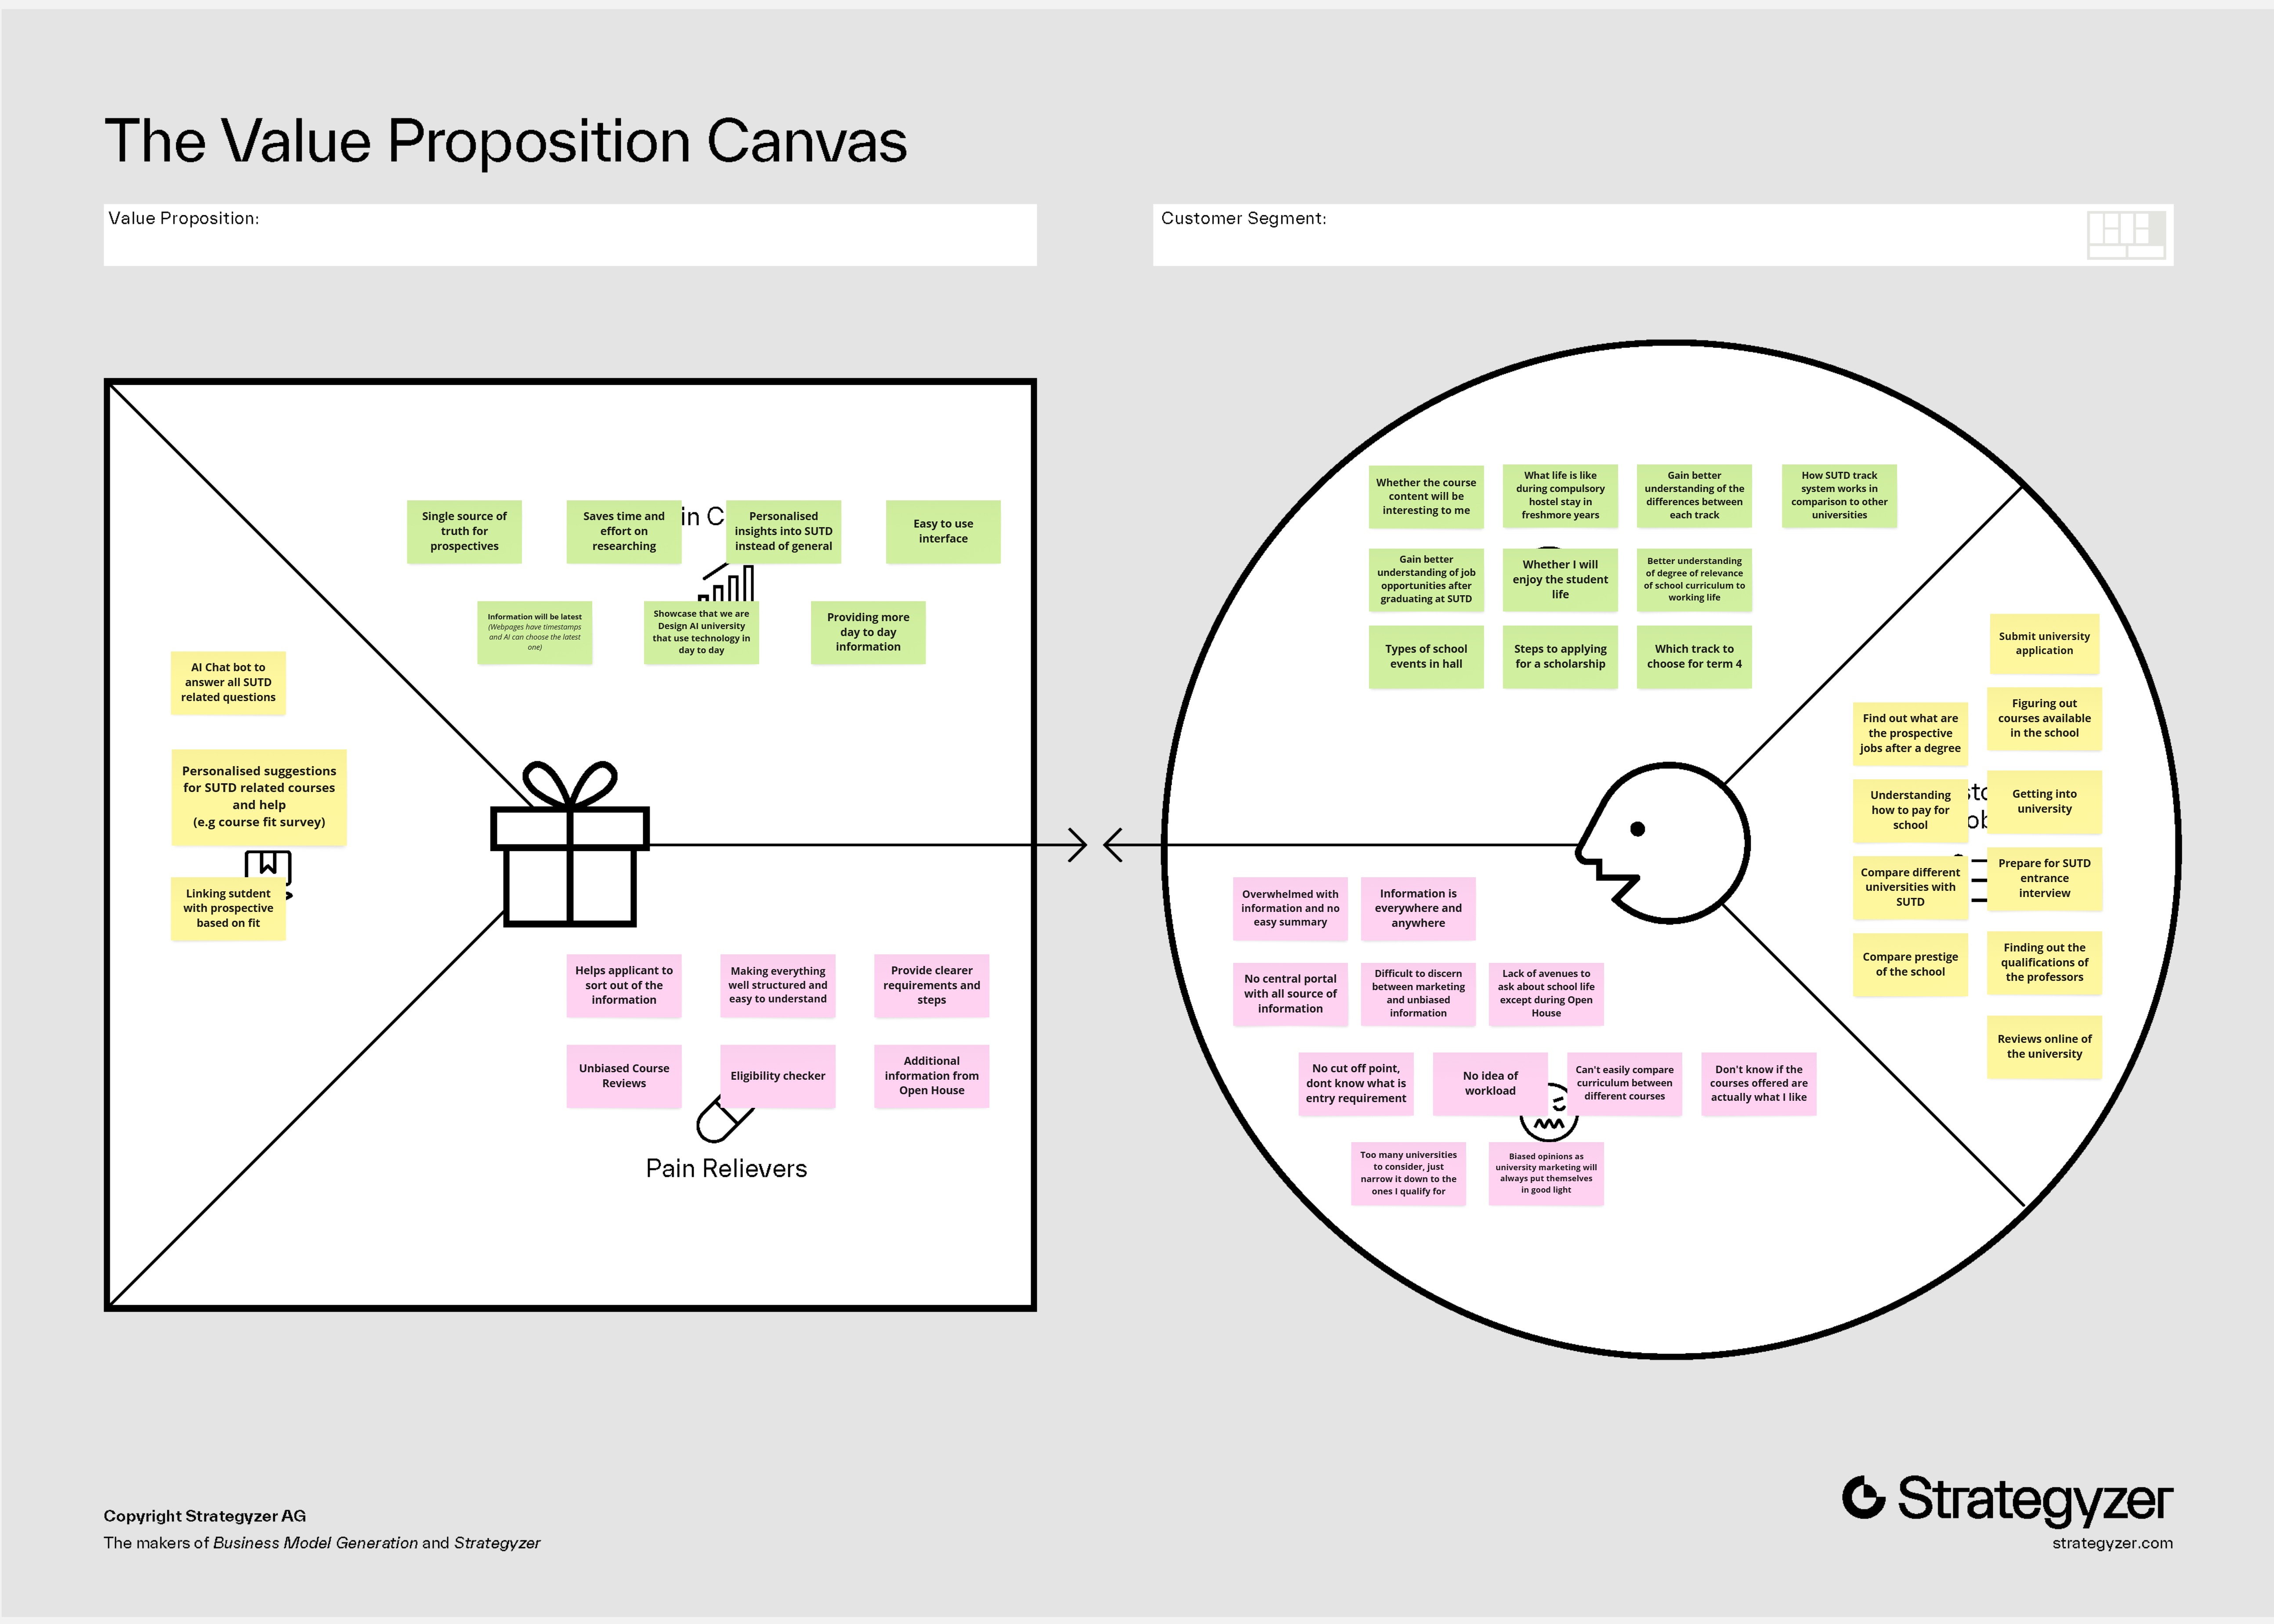 The Value Proposition Canvas
Value Proposition:
Customer Segment:
in C
Single source of
truth for
prospectives
Saves time and
effort on
researching
Personalised
insights into SUTD
instead of general
Easy to use
interface
Information will be latest
(Webpages have timestamps
and AI can choose the latest
one)
Showcase that we are
Design AI university
that use technology in
day to day
Providing more
day to day
information
AI Chat bot to
answer all SUTD
related questions
Personalised suggestions
for SUTD related courses
and help
(e.g course fit survey)
Linking sutdent
with prospective
based on fit
Helps applicant to
sort out of the
information
Making everything
well structured and
easy to understand
Provide clearer
requirements and
steps
Unbiased Course
Reviews
Eligibility checker
Additional
information from
Open House
Pain Relievers
Whether the course
content will be
interesting to me
What life is like
during compulsory
hostel stay in
freshmore years
Gain better
understanding of the
differences between
each track
How SUTD track
system works in
comparison to other
universities
Gain better
understanding of job
opportunities after
graduating at SUTD
Whether I will
enjoy the student
life
Better understanding
of degree of relevance
of school curriculum to
working life
Types of school
events in hall
Steps to applying
for a scholarship
Which track to
choose for term 4
Submit university
application
Find out what are
the prospective
jobs after a degree
Figuring out
courses available
in the school
Understanding
how to pay for
school
Getting into
university
Compare different
universities with
SUTD
Prepare for SUTD
entrance
interview
Compare prestige
of the school
Finding out the
qualifications of
the professors
Reviews online of
the university
Overwhelmed with
information and no
easy summary
Information is
everywhere and
anywhere
No central portal
with all source of
information
Difficult to discern
between marketing
and unbiased
information
Lack of avenues to
ask about school life
except during Open
House
No cut off point,
dont know what is
entry requirement
No idea of
workload
Can't easily compare
curriculum between
different courses
Don't know if the
courses offered are
actually what I like
Too many universities
to consider, just
narrow it down to the
ones I qualify for
Biased opinions as
university marketing will
always put themselves
in good light
Copyright Strategyzer AG
The makers of Business Model Generation and Strategyzer
Strategyzer
strategyzer.com